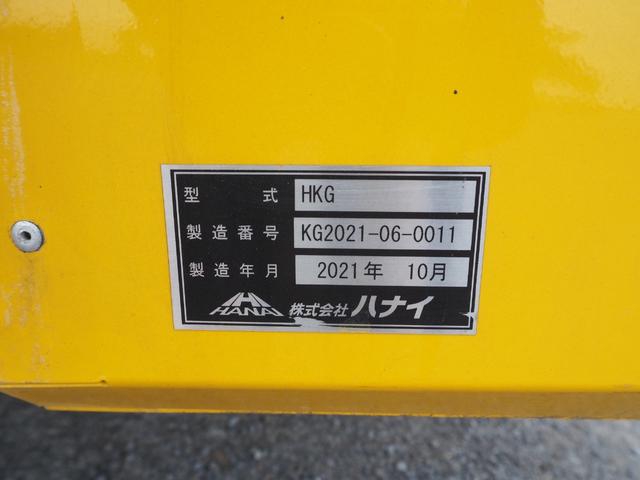 型式 HKG
製造番号 KG2021-06-0011
製造年月 2021年 10月
HANAI 株式会社 ハナイ